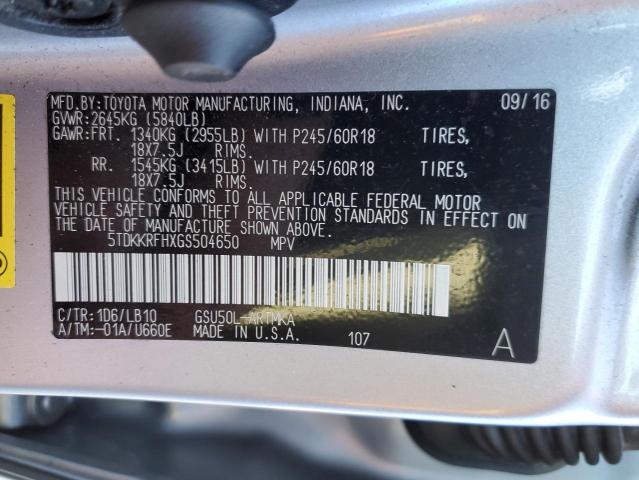 MFD.BY:TOYOTA MOTOR MANUFACTURING, INDIANA, INC. 09/16
GVWR:2645KG (5840LB)
GAWR:FRT. 1340KG (2955LB) WITH P245/60R18 TIRES,
18X7.5J RIMS.
RR. 1545KG (3415LB) WITH P245/60R18 TIRES,
18X7.5J RIMS.
THIS VEHICLE CONFORMS TO ALL APPLICABLE FEDERAL MOTOR
VEHICLE SAFETY AND THEFT PREVENTION STANDARDS IN EFFECT ON
THE DATE OF MANUFACTURE SHOWN ABOVE.
5TDKKRFHXGS504650 MPV
C/TR:1D6/LB10 GSU50L-ARTMKA
A/TM:-01A/U660E MADE IN U.S.A. 107 A